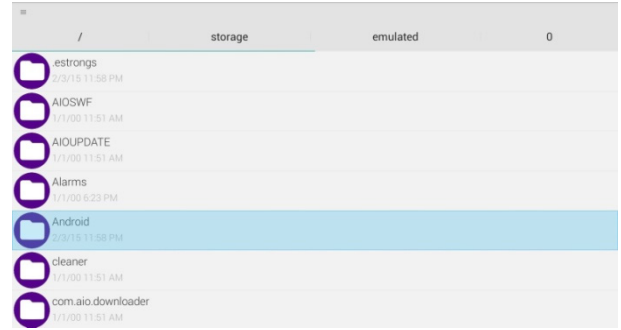 / storage emulated 0
.estrongs
2/3/15 11:58 PM
AIOSWF
1/1/00 11:51 AM
AIOUPDATE
1/1/00 11:51 AM
Alarms
1/1/00 6:23 PM
Android
2/3/15 11:58 PM
cleaner
1/1/00 11:51 AM
com.aio.downloader
1/1/00 11:51 AM